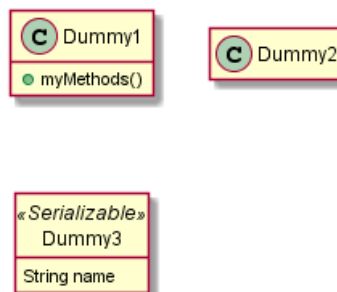 C Dummy1
myMethods()
C Dummy2
«Serializable»
Dummy3
String name